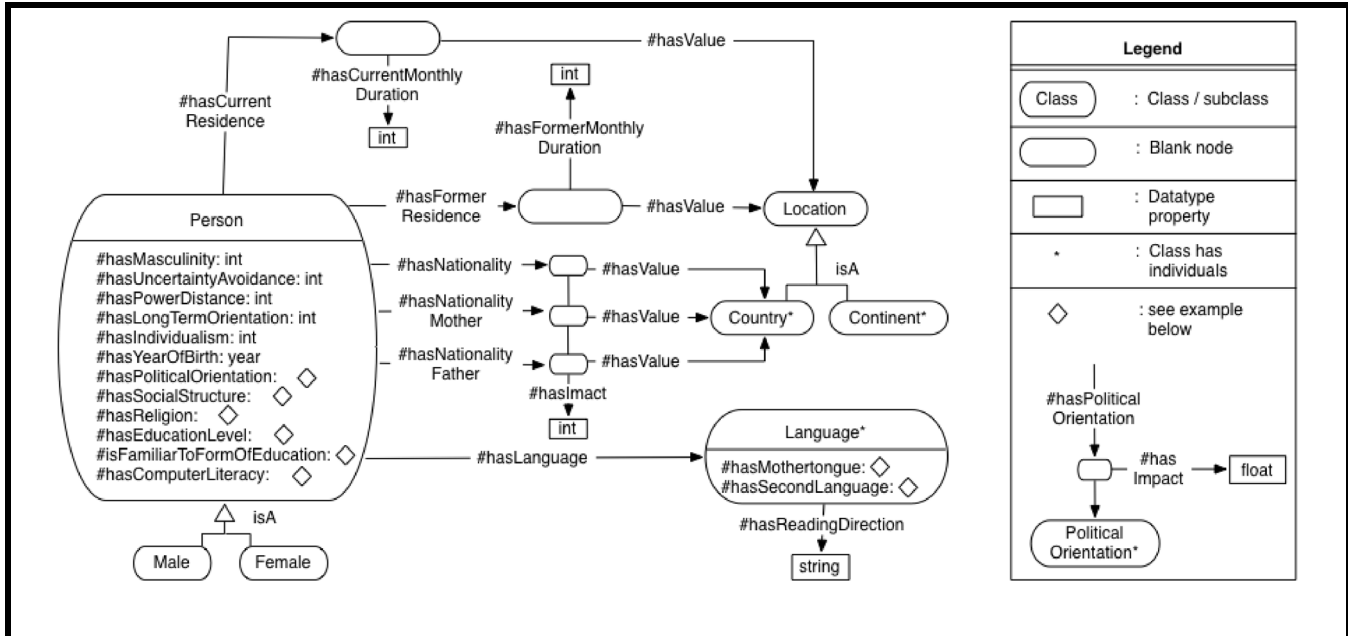 #hasValue
#hasCurrentMonthly
Duration
int
#hasCurrent
Residence
int
#hasFormerMonthly
Duration
#hasFormer
Residence
#hasValue
Location
isA
Person
#hasMasculinity: int
#hasUncertaintyAvoidance: int
#hasPowerDistance: int
#hasLongTermOrientation: int
#hasIndividualism: int
#hasYearOfBirth: year
#hasPoliticalOrientation:
#hasSocialStructure:
#hasReligion:
#hasEducationLevel:
#isFamiliarToFormOfEducation:
#hasComputerLiteracy:
isA
Male
Female
#hasNationality
#hasValue
#hasNationality
Mother
#hasValue
Country*
Continent*
#hasNationality
Father
#hasValue
#hasImact
int
#hasLanguage
Language*
#hasMothertongue:
#hasSecondLanguage:
#hasReadingDirection
string
Legend
Class
: Class / subclass
: Blank node
: Datatype
property
*
: Class has
individuals
: see example
below
#hasPolitical
Orientation
#has
Impact
float
Political
Orientation*